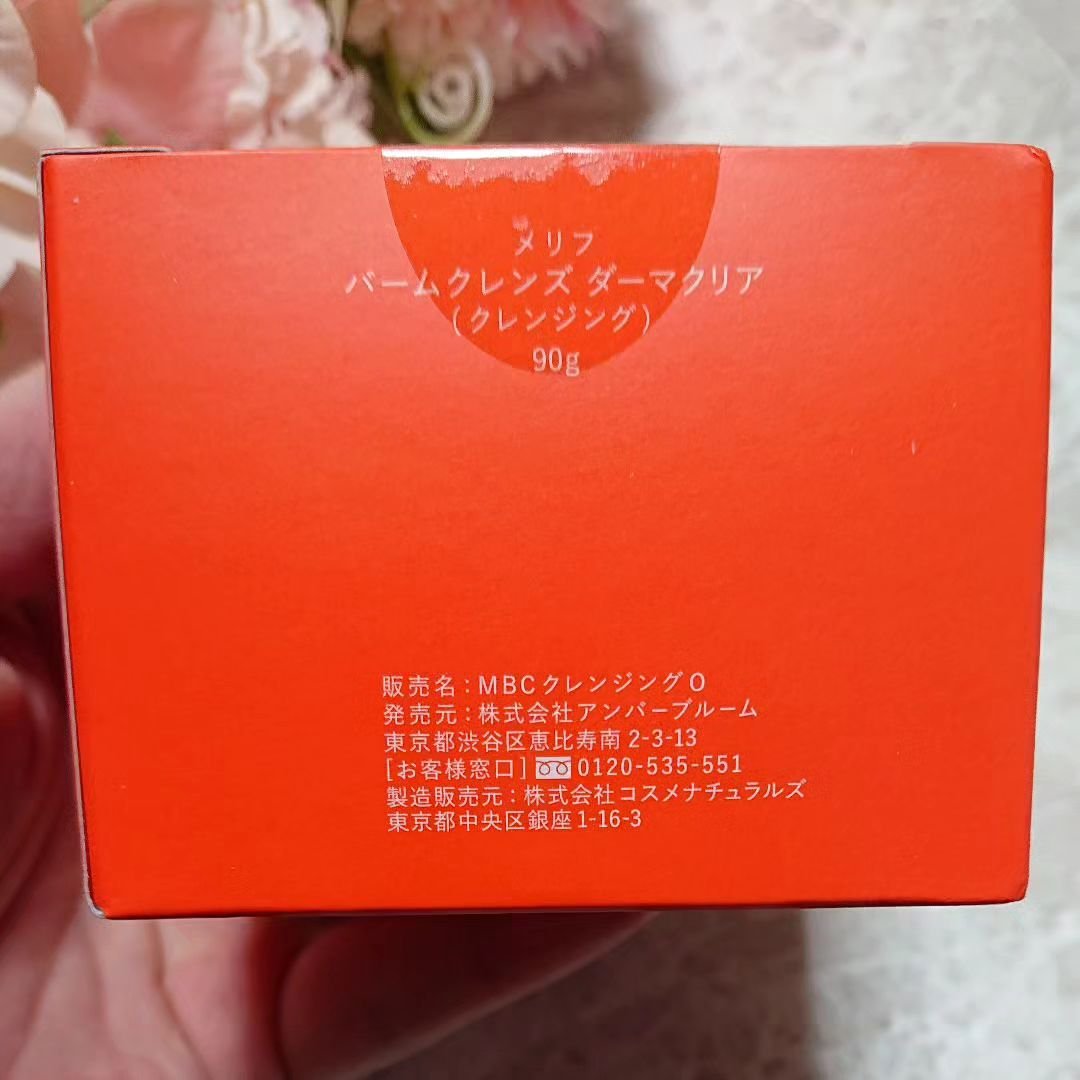 メリフ
バームクレンズ ダーマクリア
(クレンジング)
90g
販売名:MBCクレンジングO
発売元:株式会社アンバーブルーム
東京都渋谷区恵比寿南 2-3-13
[お客様窓口] 0120-535-551
製造販売元:株式会社コスメナチュラルズ
東京都中央区銀座1-16-3